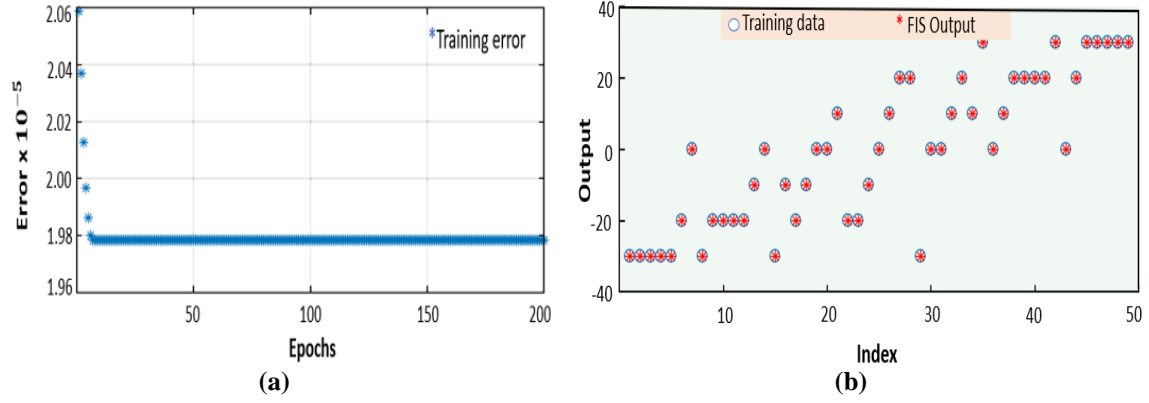 2.06
2.04
2.02
2.00
1.98
1.96
Error x 10⁻⁵
*Training error
50
100
150
200
Epochs
(a)
40
20
0
-20
-40
Output
Training data
* FIS Output
10
20
30
40
50
Index
(b)